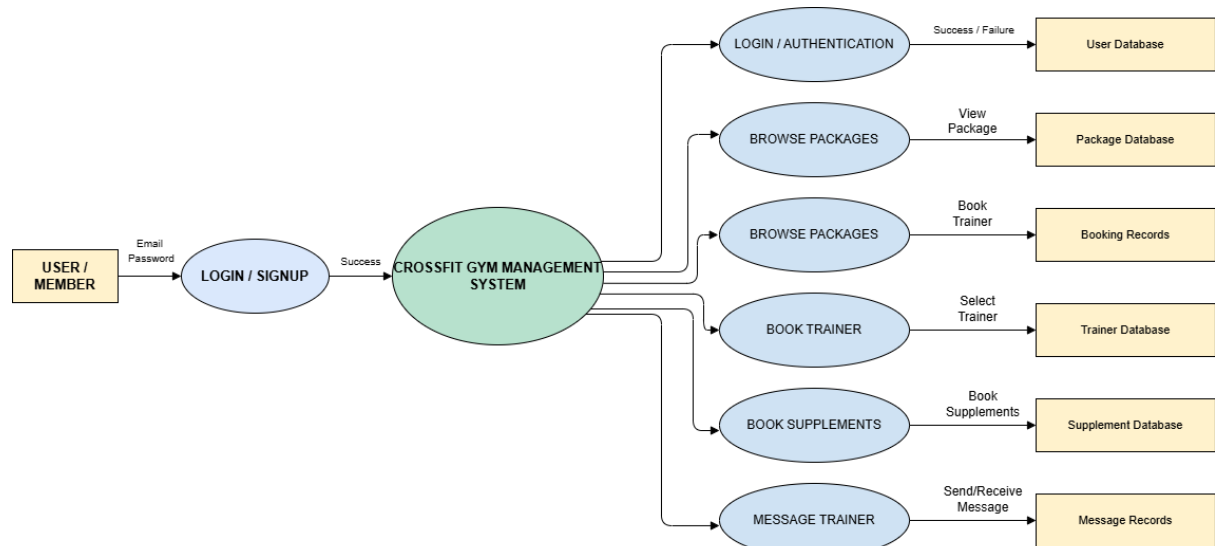 LOGIN / AUTHENTICATION
Success / Failure
User Database
BROWSE PACKAGES
View
Package
Package Database
BROWSE PACKAGES
Book
Trainer
Booking Records
USER /
MEMBER
Email
Password
LOGIN / SIGNUP
Success
CROSSFIT GYM MANAGEMENT
SYSTEM
BOOK TRAINER
Select
Trainer
Trainer Database
BOOK SUPPLEMENTS
Book
Supplements
Supplement Database
MESSAGE TRAINER
Send/Receive
Message
Message Records